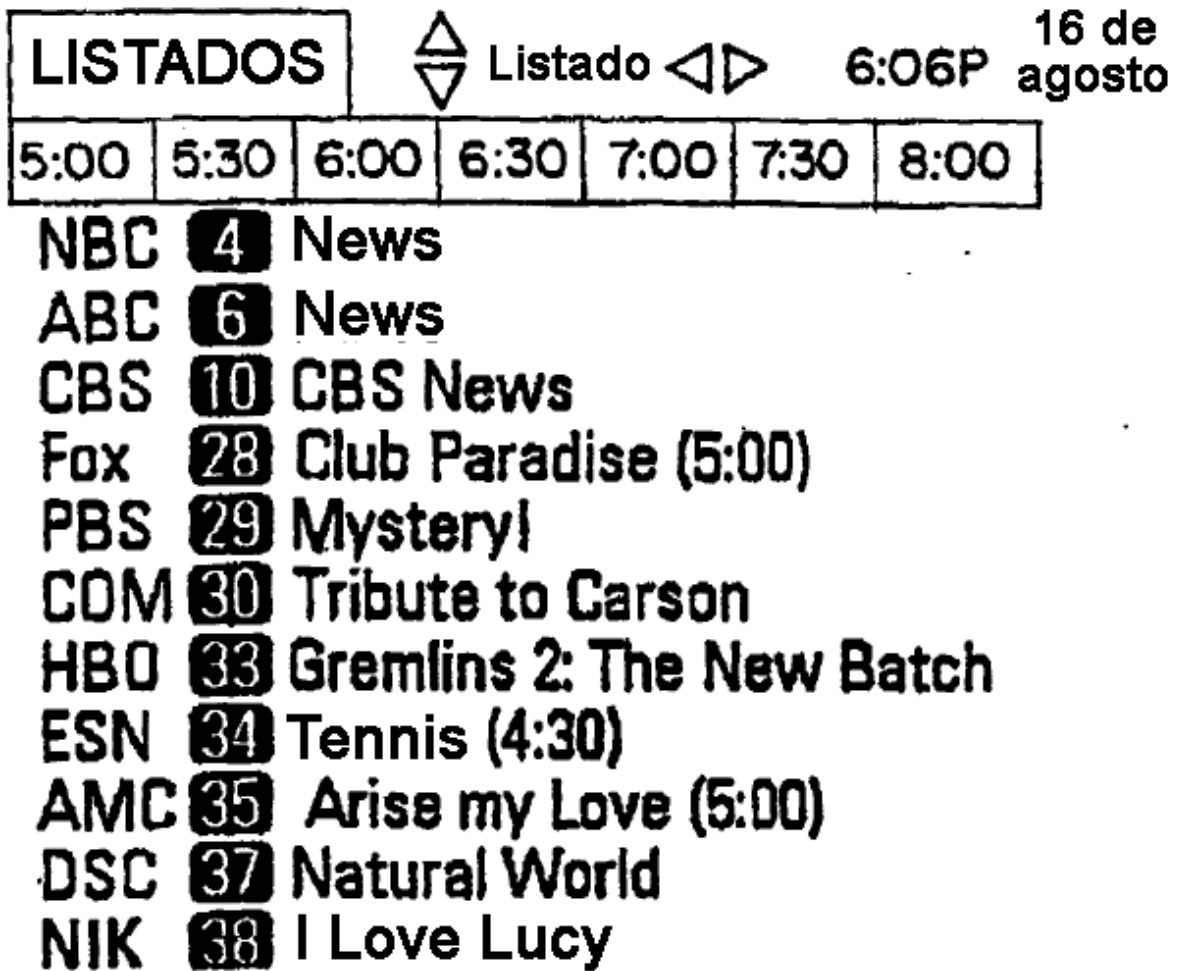 LISTADOS Listado 6:06P 16 de agosto
5:00 5:30 6:00 6:30 7:00 7:30 8:00
NBC 4 News
ABC 6 News
CBS 10 CBS News
Fox 28 Club Paradise (5:00)
PBS 29 Mystery!
COM 30 Tribute to Carson
HBO 33 Gremlins 2: The New Batch
ESN 34 Tennis (4:30)
AMC 35 Arise my Love (5:00)
DSC 37 Natural World
NIK 38 I Love Lucy